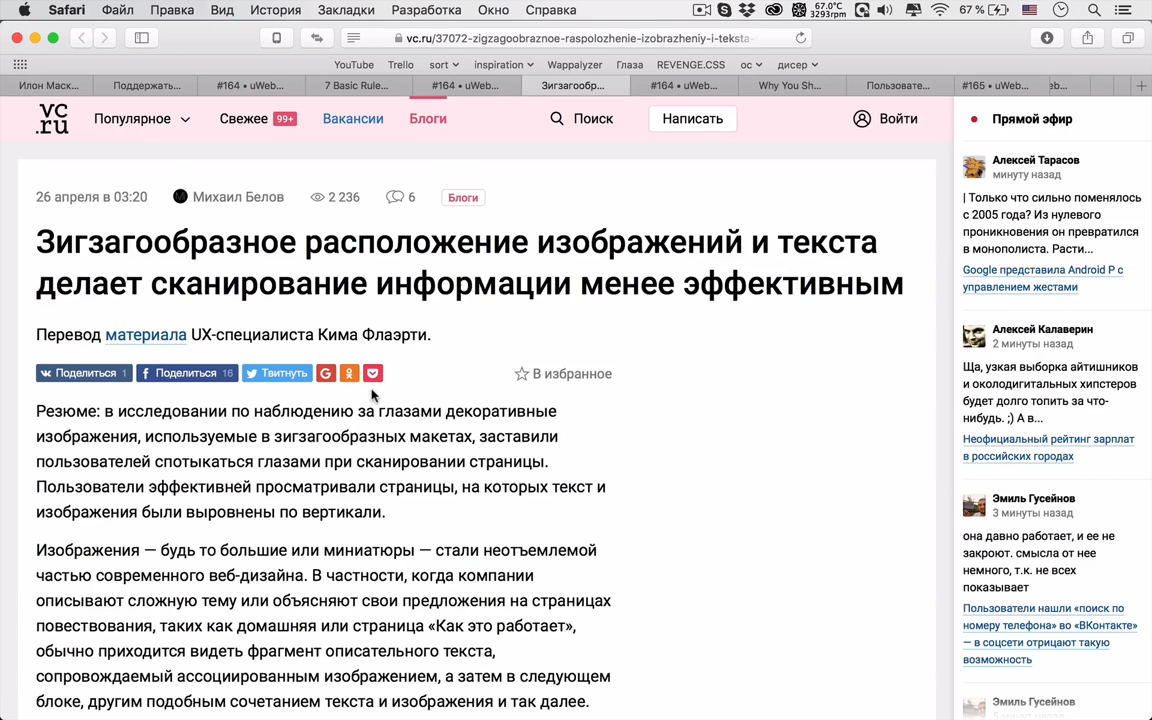 Safari Файл Правка Вид История Закладки Разработка Окно Справка 67.0°C 3293rpm 67 %
vc.ru/37072-zigzagoobraznoe-raspolozhenie-izobrazheniy-i-teksta-
YouTube Trello sort inspiration Wappalyzer Глаза REVENGE.CSS ос дисер
Илон Маск... Поддержать... #164 • uWeb... 7 Basic Rule... #164 • uWeb... Зигзагообр... #164 • uWeb... Why You Sh... Пользовате... #165 • uWeb... eb...
vc.ru Популярное Свежее 99+ Вакансии Блоги Поиск Написать Войти
26 апреля в 03:20 Михаил Белов 2 236 6 Блоги
Зигзагообразное расположение изображений и текста
делает сканирование информации менее эффективным
Перевод материала UX-специалиста Кима Флаэрти.
Поделиться 1 Поделиться 16 Твитнуть В избранное
Резюме: в исследовании по наблюдению за глазами декоративные
изображения, используемые в зигзагообразных макетах, заставили
пользователей спотыкаться глазами при сканировании страницы.
Пользователи эффективней просматривали страницы, на которых текст и
изображения были выровнены по вертикали.
Изображения — будь то большие или миниатюры — стали неотъемлемой
частью современного веб-дизайна. В частности, когда компании
описывают сложную тему или объясняют свои предложения на страницах
повествования, таких как домашняя или страница «Как это работает»,
обычно приходится видеть фрагмент описательного текста,
сопровождаемый ассоциированным изображением, а затем в следующем
блоке, другим подобным сочетанием текста и изображения и так далее.
Прямой эфир
Алексей Тарасов
минуту назад
| Только что сильно поменялось
с 2005 года? Из нулевого
проникновения он превратился
в монополиста. Расти...
Google представила Android P с
управлением жестами
Алексей Калаверин
2 минуты назад
Ща, узкая выборка айтишников
и околодигитальных хипстеров
будет долго топить за что-
нибудь. ;) А в...
Неофициальный рейтинг зарплат
в российских городах
Эмиль Гусейнов
3 минуты назад
она давно работает, и ее не
закроют. смысла от нее
немного, т.к. не всех
показывает
Пользователи нашли «поиск по
номеру телефона» во «ВКонтакте»
— в соцсети отрицают такую
возможность
Эмиль Гусейнов
5 минут назад